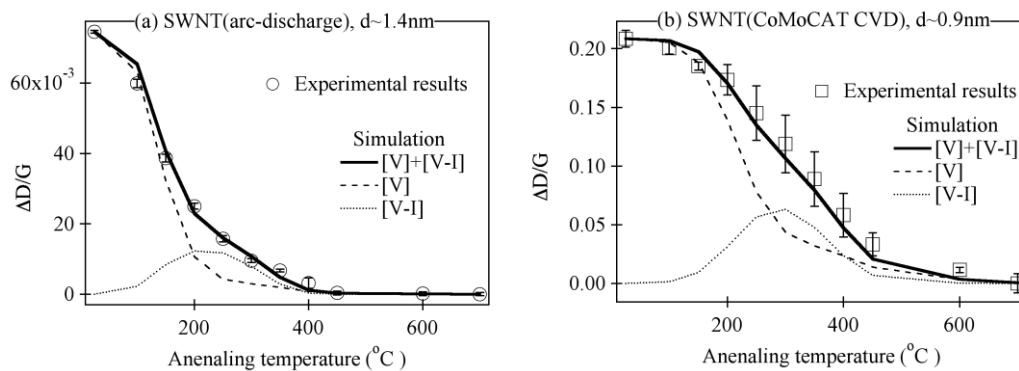 (a) SWNT(arc-discharge), d~1.4nm
60x10⁻³
40
20
0
ΔD/G
Experimental results
Simulation
[V]+[V-I]
[V]
[V-I]
200
400
600
Anenaling temperature (°C )
(b) SWNT(CoMoCAT CVD), d~0.9nm
0.20
0.15
0.10
0.05
0.00
ΔD/G
Experimental results
Simulation
[V]+[V-I]
[V]
[V-I]
200
400
600
Anenaling temperature (°C )